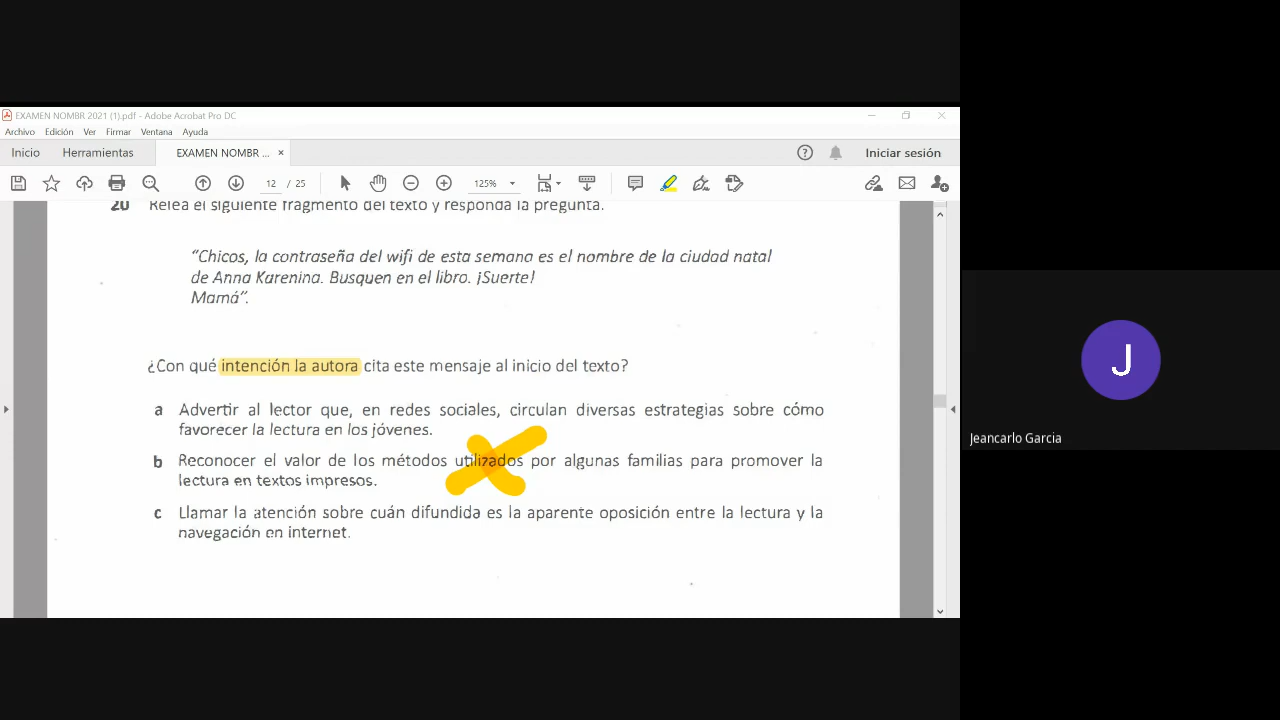 EXAMEN NOMBR 2021 (1).pdf - Adobe Acrobat Pro DC
Archivo Edición Ver Firmar Ventana Ayuda
Inicio Herramientas EXAMEN NOMBR ... × Iniciar sesión
12 / 25 125%
20 Relea el siguiente fragmento del texto y responda la pregunta.
“Chicos, la contraseña del wifi de esta semana es el nombre de la ciudad natal
de Anna Karenina. Busquen en el libro. ¡Suerte!
Mamá”.
¿Con qué intención la autora cita este mensaje al inicio del texto?
a Advertir al lector que, en redes sociales, circulan diversas estrategias sobre cómo
favorecer la lectura en los jóvenes.
b Reconocer el valor de los métodos utilizados por algunas familias para promover la
lectura en textos impresos.
c Llamar la atención sobre cuán difundida es la aparente oposición entre la lectura y la
navegación en internet.
J
Jeancarlo Garcia